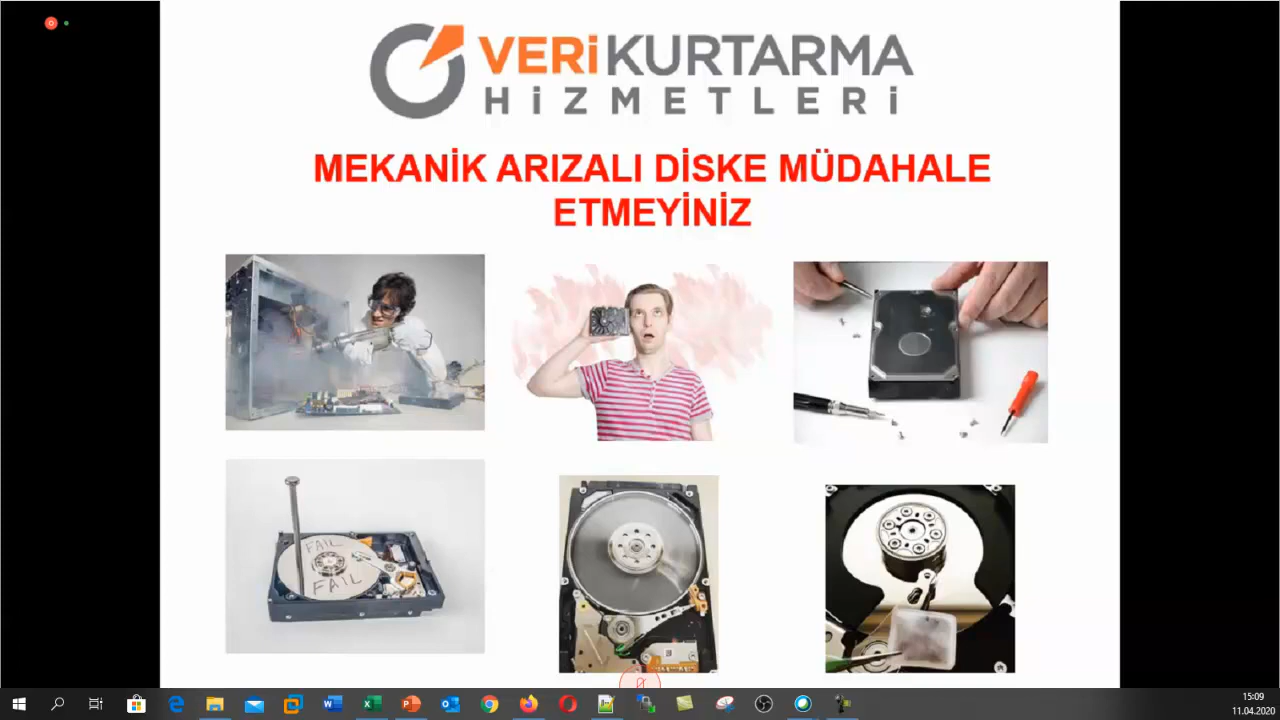 VERİKURTARMA
HİZMETLERİ
MEKANİK ARIZALI DİSKE MÜDAHALE
ETMEYİNİZ
FAIL
FAIL
15:09
11.04.2020